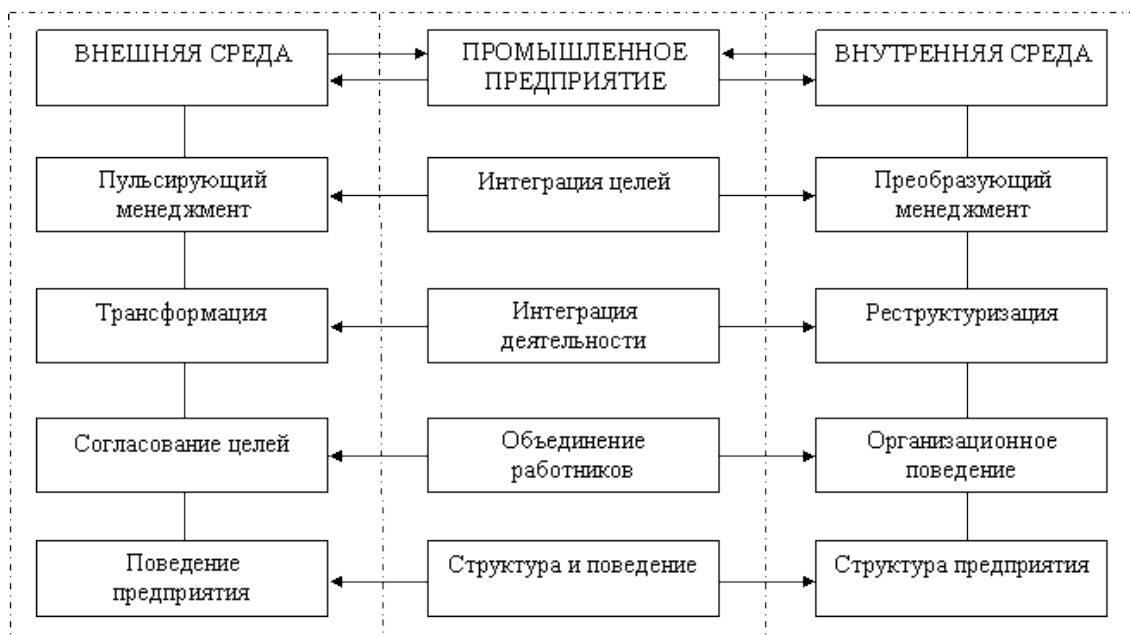 ВНЕШНЯЯ СРЕДА
ПРОМЫШЛЕННОЕ
ПРЕДПРИЯТИЕ
ВНУТРЕННЯЯ СРЕДА
Пульсирующий
менеджмент
Интеграция целей
Преобразующий
менеджмент
Трансформация
Интеграция
деятельности
Реструктуризация
Согласование целей
Объединение
работников
Организационное
поведение
Поведение
предприятия
Структура и поведение
Структура предприятия